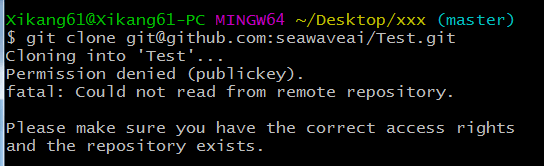 Xikang61@Xikang61-PC MINGW64 ~/Desktop/xxx (master)
$ git clone git@github.com:seawaveai/Test.git
Cloning into 'Test'...
Permission denied (publickey).
fatal: Could not read from remote repository.

Please make sure you have the correct access rights
and the repository exists.